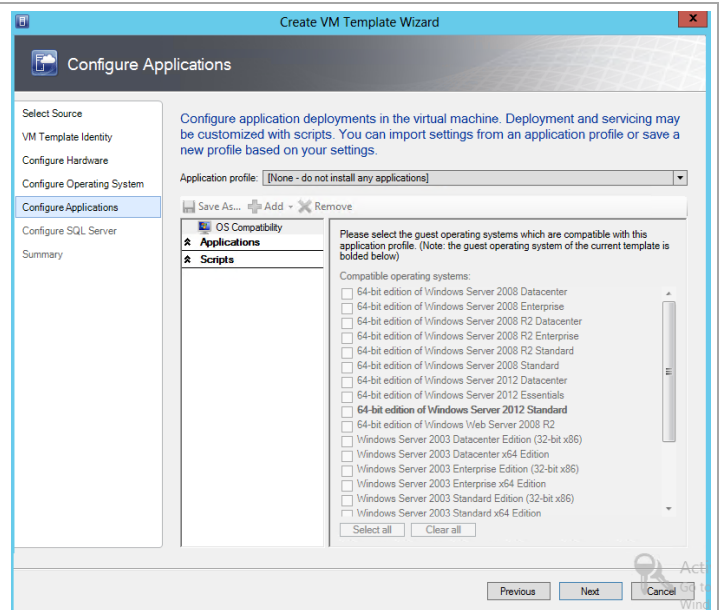 Create VM Template Wizard
x
Configure Applications
Select Source
VM Template Identity
Configure Hardware
Configure Operating System
Configure Applications
Configure SQL Server
Summary
Configure application deployments in the virtual machine. Deployment and servicing may
be customized with scripts. You can import settings from an application profile or save a
new profile based on your settings.
Application profile: [None - do not install any applications]
Save As... Add Remove
OS Compatibility
Applications
Scripts
Please select the guest operating systems which are compatible with this
application profile. (Note: the guest operating system of the current template is
bolded below)
Compatible operating systems:
64-bit edition of Windows Server 2008 Datacenter
64-bit edition of Windows Server 2008 Enterprise
64-bit edition of Windows Server 2008 R2 Datacenter
64-bit edition of Windows Server 2008 R2 Enterprise
64-bit edition of Windows Server 2008 R2 Standard
64-bit edition of Windows Server 2008 Standard
64-bit edition of Windows Server 2012 Datacenter
64-bit edition of Windows Server 2012 Essentials
64-bit edition of Windows Server 2012 Standard
64-bit edition of Windows Web Server 2008 R2
Windows Server 2003 Datacenter Edition (32-bit x86)
Windows Server 2003 Datacenter x64 Edition
Windows Server 2003 Enterprise Edition (32-bit x86)
Windows Server 2003 Enterprise x64 Edition
Windows Server 2003 Standard Edition (32-bit x86)
Windows Server 2003 Standard x64 Edition
Select all Clear all
Previous Next Cancel
Act
Go to
Wind